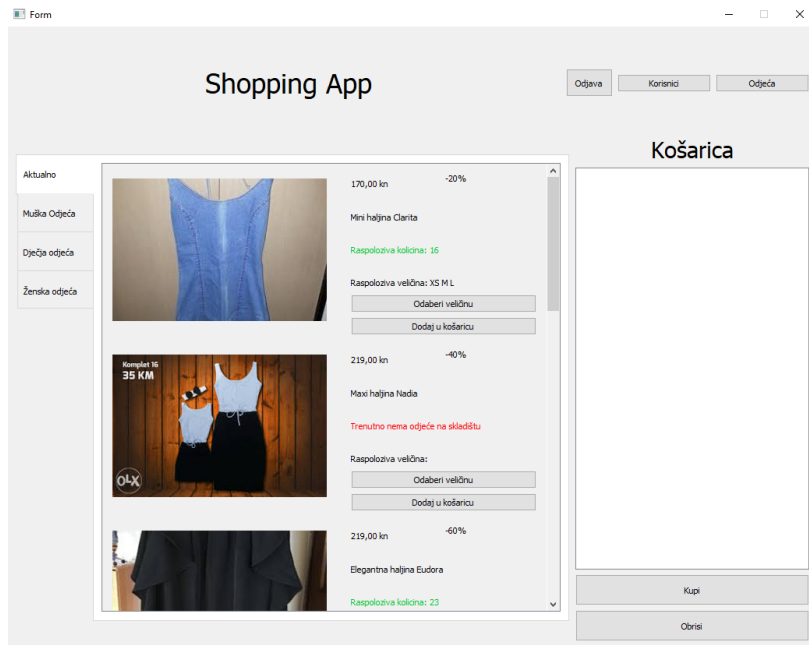 Form
Shopping App
Odjava
Korisnici
Odjeća
Košarica
Aktualno
Muška Odjeća
Dječja odjeća
Ženska odjeća
170,00 kn
-20%
Mini haljina Clarita
Raspoloziva kolicina: 16
Raspoloziva veličina: XS M L
Odaberi veličinu
Dodaj u košaricu
Komplet 16
35 KM
OLX
219,00 kn
-40%
Maxi haljina Nadia
Trenutno nema odjeće na skladištu
Raspoloziva veličina:
Odaberi veličinu
Dodaj u košaricu
219,00 kn
-60%
Elegantna haljina Eudora
Raspoloziva kolicina: 23
Kupi
Obrisi